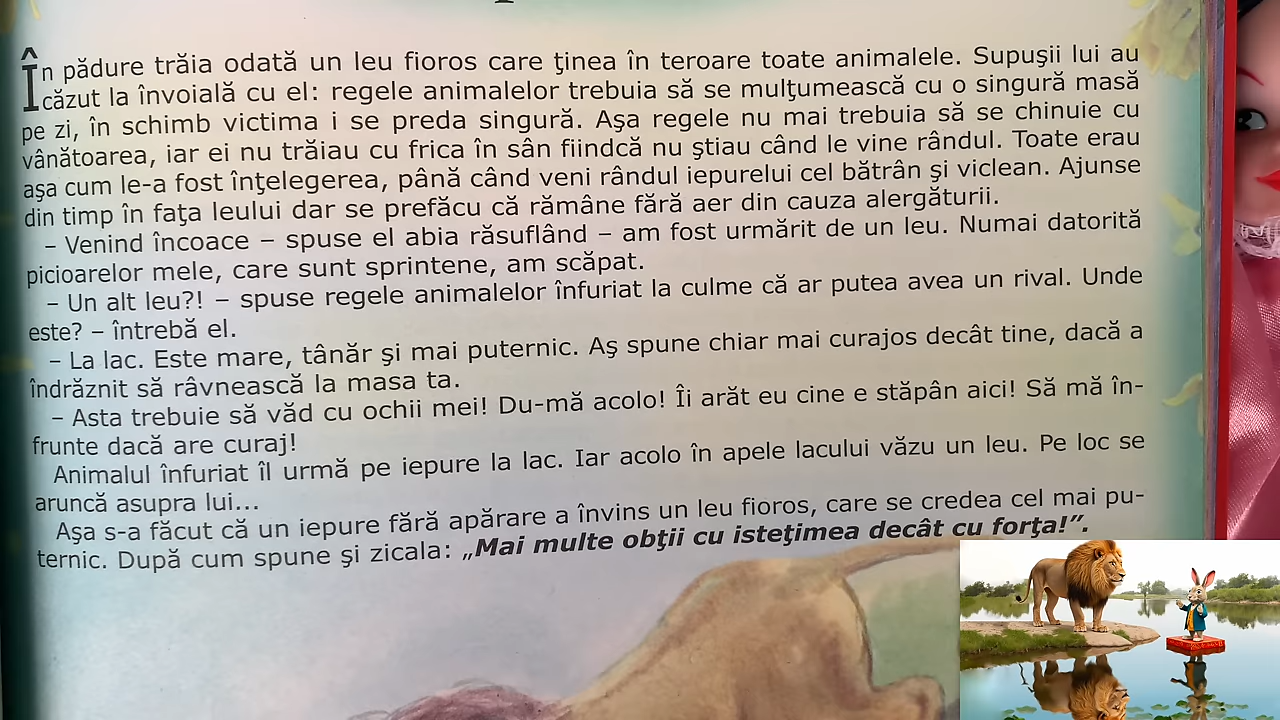 În pădure trăia odată un leu fioros care ţinea în teroare toate animalele. Supuşii lui au
căzut la învoială cu el: regele animalelor trebuia să se mulţumească cu o singură masă
pe zi, în schimb victima i se preda singură. Aşa regele nu mai trebuia să se chinuie cu
vânătoarea, iar ei nu trăiau cu frica în sân fiindcă nu ştiau când le vine rândul. Toate erau
aşa cum le-a fost înţelegerea, până când veni rândul iepurelui cel bătrân şi viclean. Ajunse
din timp în faţa leului dar se prefăcu că rămâne fără aer din cauza alergăturii.
– Venind încoace – spuse el abia răsuflând – am fost urmărit de un leu. Numai datorită
picioarelor mele, care sunt sprintene, am scăpat.
– Un alt leu?! – spuse regele animalelor înfuriat la culme că ar putea avea un rival. Unde
este? – întrebă el.
– La lac. Este mare, tânăr şi mai puternic. Aş spune chiar mai curajos decât tine, dacă a
îndrăznit să râvnească la masa ta.
– Asta trebuie să văd cu ochii mei! Du-mă acolo! Îi arăt eu cine e stăpân aici! Să mă în-
frunte dacă are curaj!
Animalul înfuriat îl urmă pe iepure la lac. Iar acolo în apele lacului văzu un leu. Pe loc se
aruncă asupra lui...
Aşa s-a făcut că un iepure fără apărare a învins un leu fioros, care se credea cel mai pu-
ternic. După cum spune şi zicala: „Mai multe obţii cu isteţimea decât cu forţa!”.